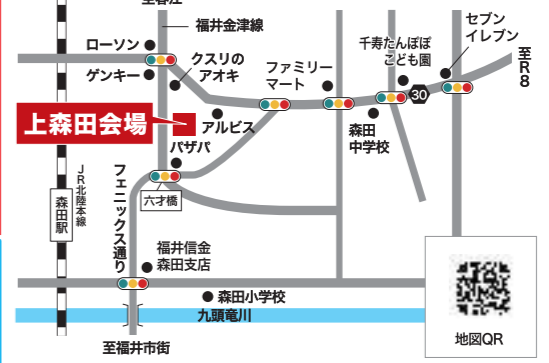 至春江
福井金津線
ローソン
ゲンキー
クスリの
アオキ
ファミリー
マート
千寿たんぽぽ
こども園
セブン
イレブン
至R8
30
上森田会場
アルビス
パザパ
森田
中学校
六才橋
フェニックス通り
JR北陸本線
森田駅
福井信金
森田支店
森田小学校
九頭竜川
至福井市街
地図QR